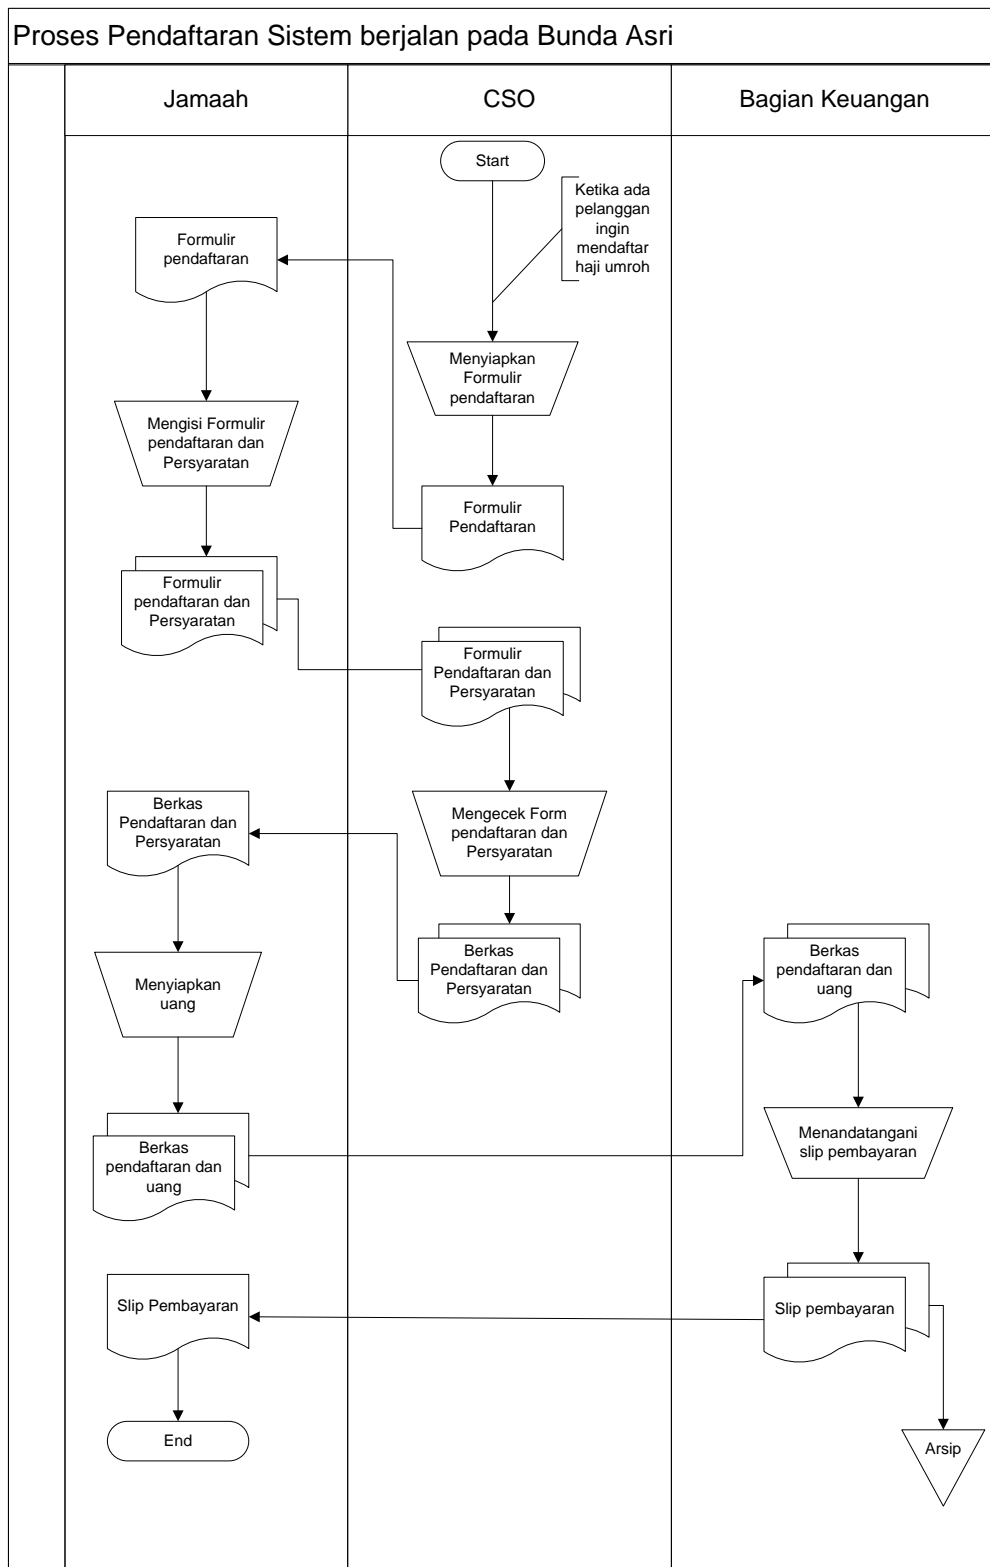 Proses Pendaftaran Sistem berjalan pada Bunda Asri
Jamaah
CSO
Bagian Keuangan
Start
Ketika ada
pelanggan
ingin
mendaftar
haji umroh
Formulir
pendaftaran
Menyiapkan
Formulir
pendaftaran
Mengisi Formulir
pendaftaran dan
Persyaratan
Formulir
Pendaftaran
Formulir
pendaftaran dan
Persyaratan
Formulir
Pendaftaran dan
Persyaratan
Mengecek Form
pendaftaran dan
Persyaratan
Berkas
Pendaftaran dan
Persyaratan
Berkas
Pendaftaran dan
Persyaratan
Menyiapkan
uang
Berkas
pendaftaran dan
uang
Berkas
pendaftaran dan
uang
Menandatangani
slip pembayaran
Slip pembayaran
Slip Pembayaran
End
Arsip